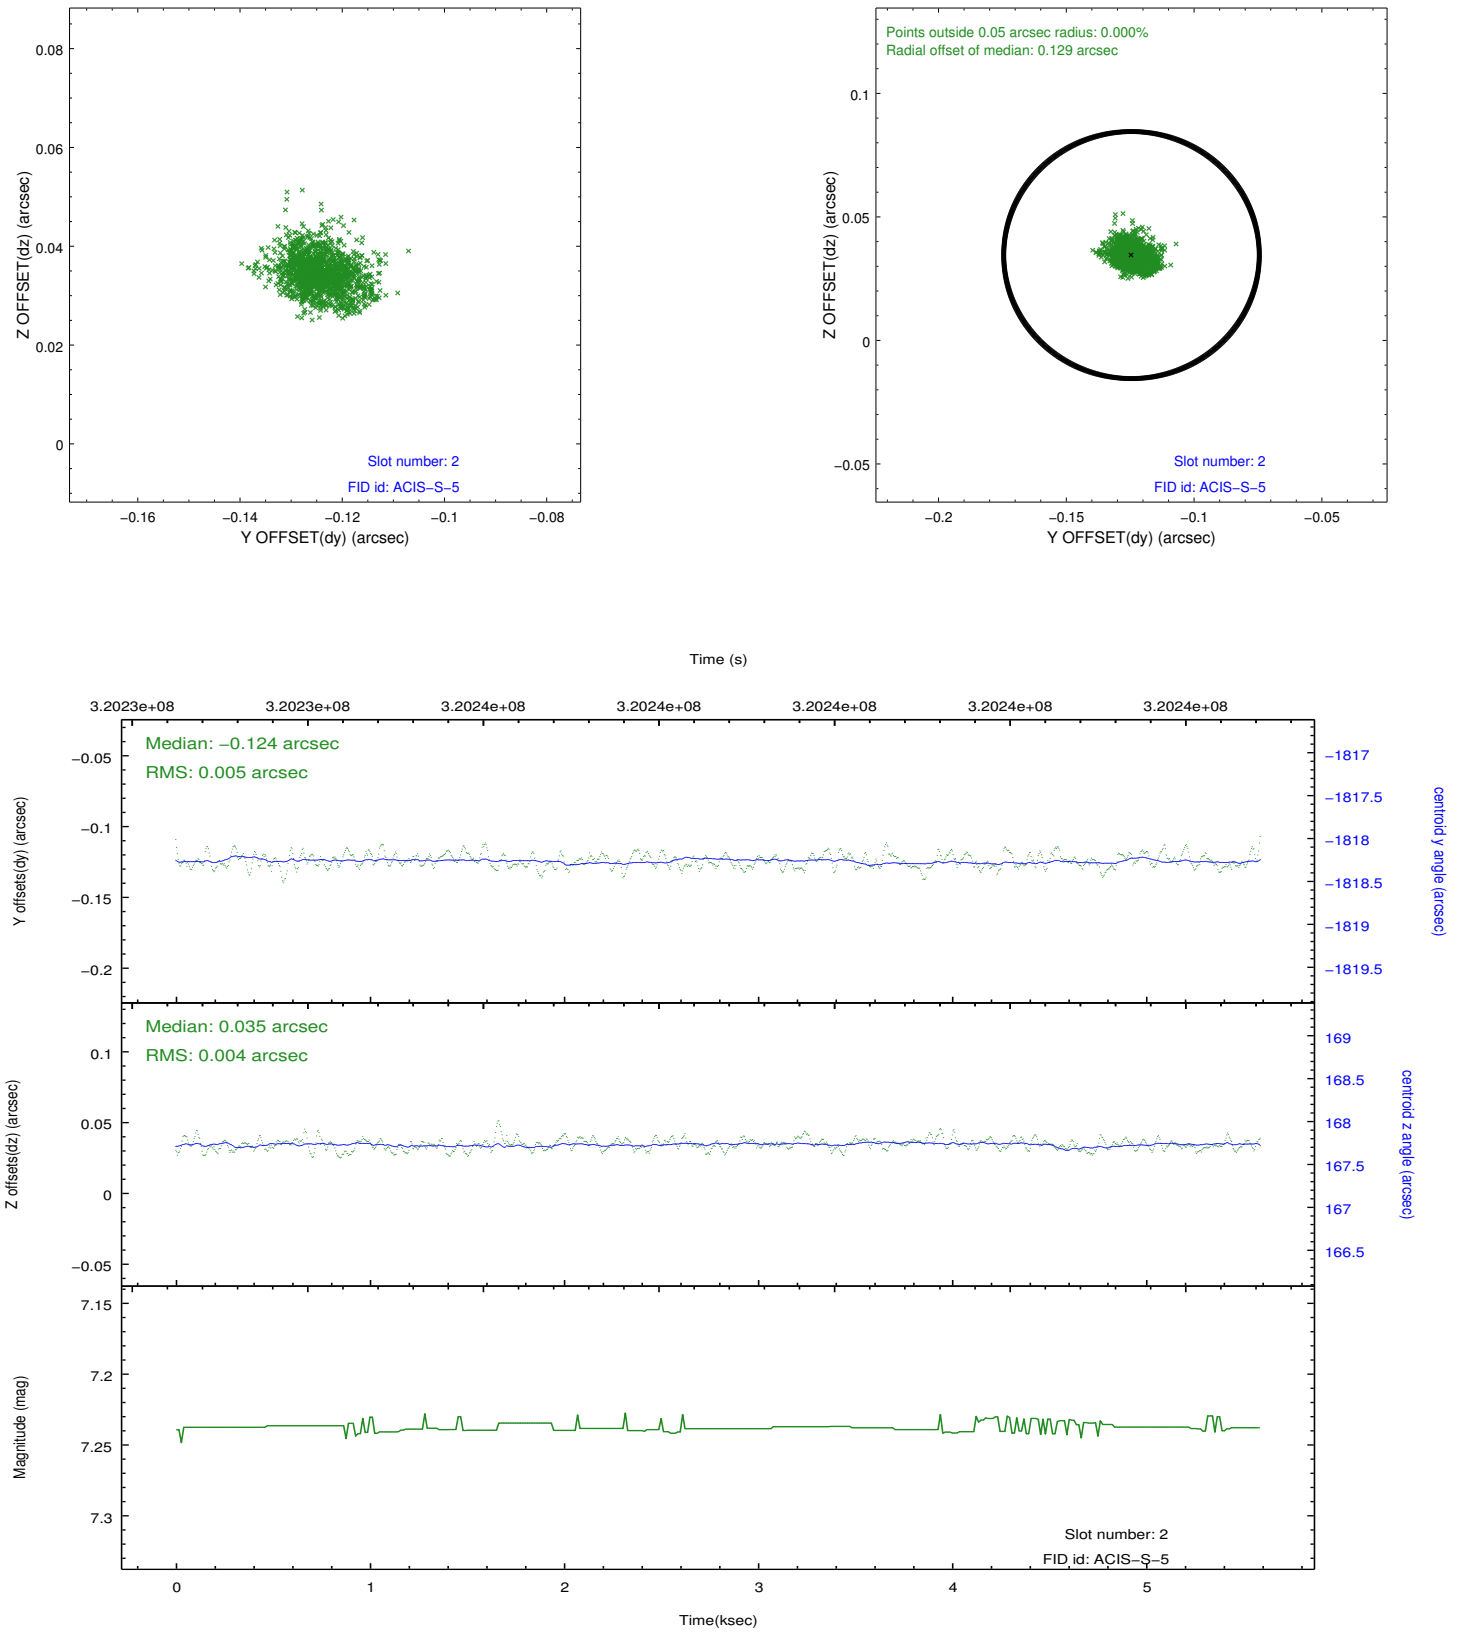 0.08
0.06
0.04
0.02
0
Z OFFSET(dz) (arcsec)
Slot number: 2
FID id: ACIS−S−5
−0.16 −0.14 −0.12 −0.1 −0.08
Y OFFSET(dy) (arcsec)
Points outside 0.05 arcsec radius: 0.000%
Radial offset of median: 0.129 arcsec
0.1
0.05
0
−0.05
Z OFFSET(dz) (arcsec)
Slot number: 2
FID id: ACIS−S−5
−0.2 −0.15 −0.1 −0.05
Y OFFSET(dy) (arcsec)
Time (s)
3.2023e+08 3.2023e+08 3.2024e+08 3.2024e+08 3.2024e+08 3.2024e+08 3.2024e+08
Median: −0.124 arcsec
RMS: 0.005 arcsec
−0.05
−0.1
−0.15
−0.2
Y offsets(dy) (arcsec)
−1817
−1817.5
−1818
−1818.5
−1819
−1819.5
centroid y angle (arcsec)
Median: 0.035 arcsec
RMS: 0.004 arcsec
0.1
0.05
0
−0.05
Z offsets(dz) (arcsec)
169
168.5
168
167.5
167
166.5
centroid z angle (arcsec)
7.15
7.2
7.25
7.3
Magnitude (mag)
Slot number: 2
FID id: ACIS−S−5
0 1 2 3 4 5
Time(ksec)